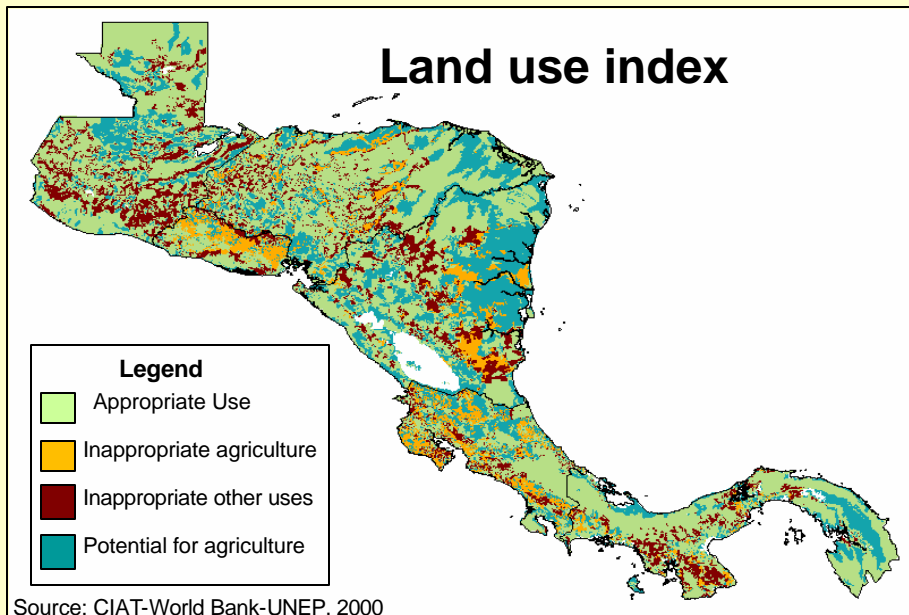 Land use index
Legend
Appropriate Use
Inappropriate agriculture
Inappropriate other uses
Potential for agriculture
Source: CIAT-World Bank-UNEP, 2000